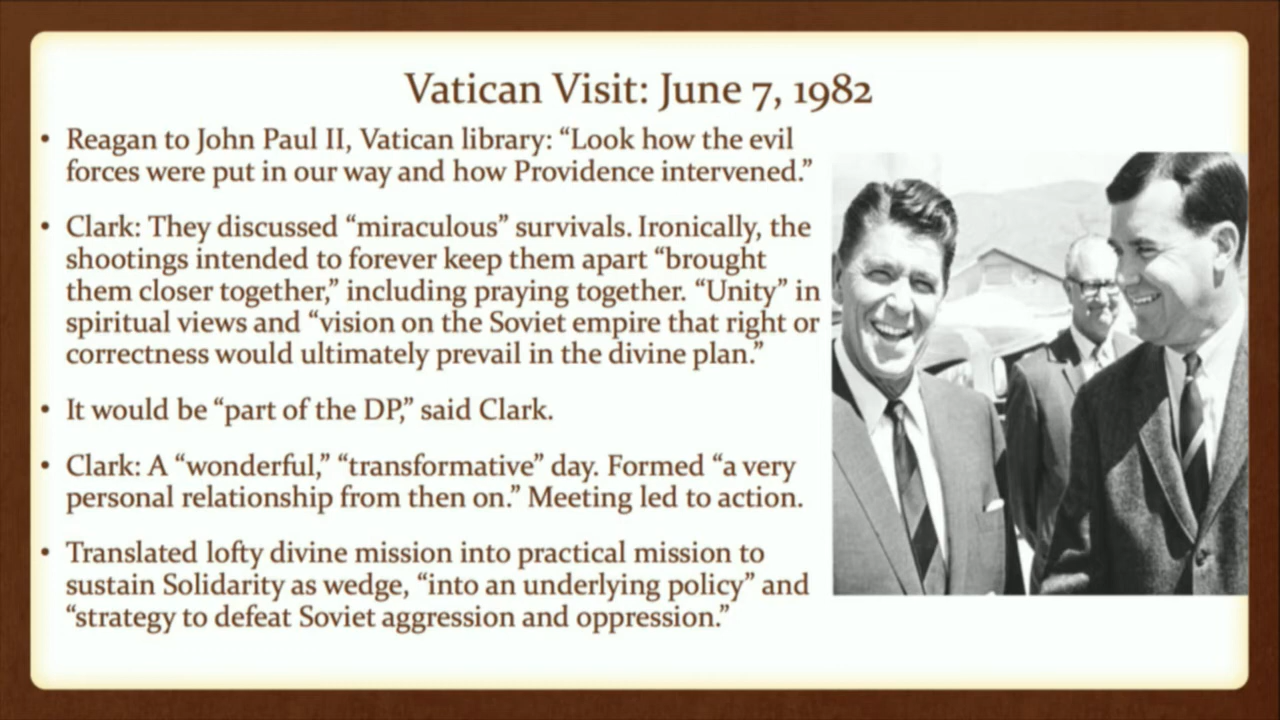 Vatican Visit: June 7, 1982
• Reagan to John Paul II, Vatican library: “Look how the evil
forces were put in our way and how Providence intervened.”
• Clark: They discussed “miraculous” survivals. Ironically, the
shootings intended to forever keep them apart “brought
them closer together,” including praying together. “Unity” in
spiritual views and “vision on the Soviet empire that right or
correctness would ultimately prevail in the divine plan.”
• It would be “part of the DP,” said Clark.
• Clark: A “wonderful,” “transformative” day. Formed “a very
personal relationship from then on.” Meeting led to action.
• Translated lofty divine mission into practical mission to
sustain Solidarity as wedge, “into an underlying policy” and
“strategy to defeat Soviet aggression and oppression.”